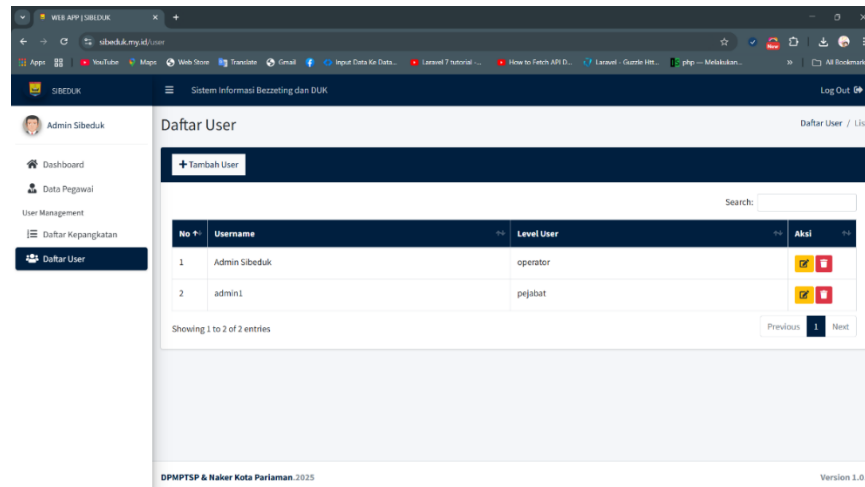 WEB APP | SIBEDUK
sibeduk.my.id/user
Apps YouTube Maps Web Store Translate Gmail Input Data Ke Data... Laravel 7 tutorial -... How to Fetch API D... Laravel - Guzzle Htt... php — Melakukan... » All Bookmark
SIBEDUK
Sistem Informasi Bezzeting dan DUK
Log Out
Admin Sibeduk
Dashboard
Data Pegawai
User Management
Daftar Kepangkatan
Daftar User
Daftar User
Daftar User / Lis
+ Tambah User
Search:
No Username Level User Aksi
1 Admin Sibeduk operator
2 admin1 pejabat
Showing 1 to 2 of 2 entries
Previous 1 Next
DPMPTSP & Naker Kota Pariaman.2025
Version 1.0